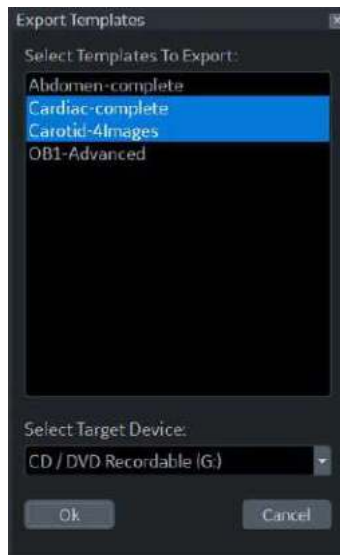 Export Templates
Select Templates To Export:
Abdomen-complete
Cardiac-complete
Carotid-4Images
OB1-Advanced
Select Target Device:
CD / DVD Recordable (G:)
Ok
Cancel